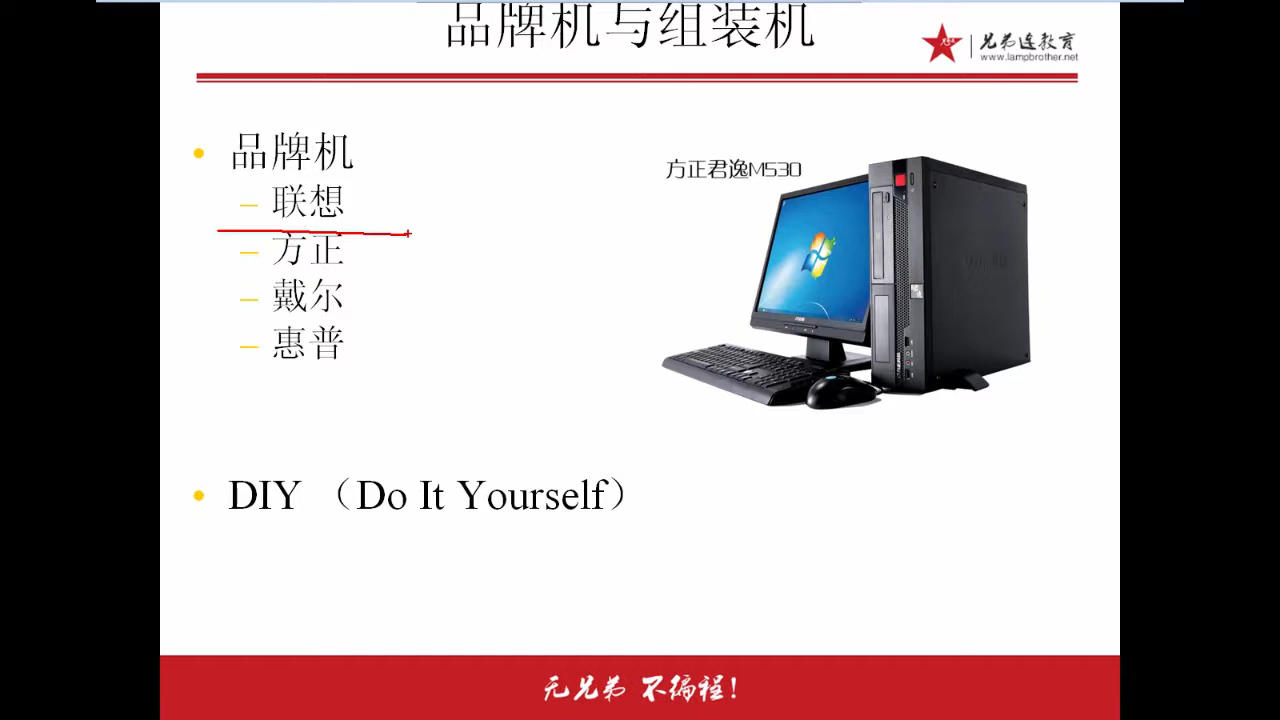 品牌机与组装机
兄弟连教育
www.lampbrother.net
• 品牌机
– 联想
– 方正
– 戴尔
– 惠普
方正君逸M530
• DIY （Do It Yourself）
无兄弟 不编程！